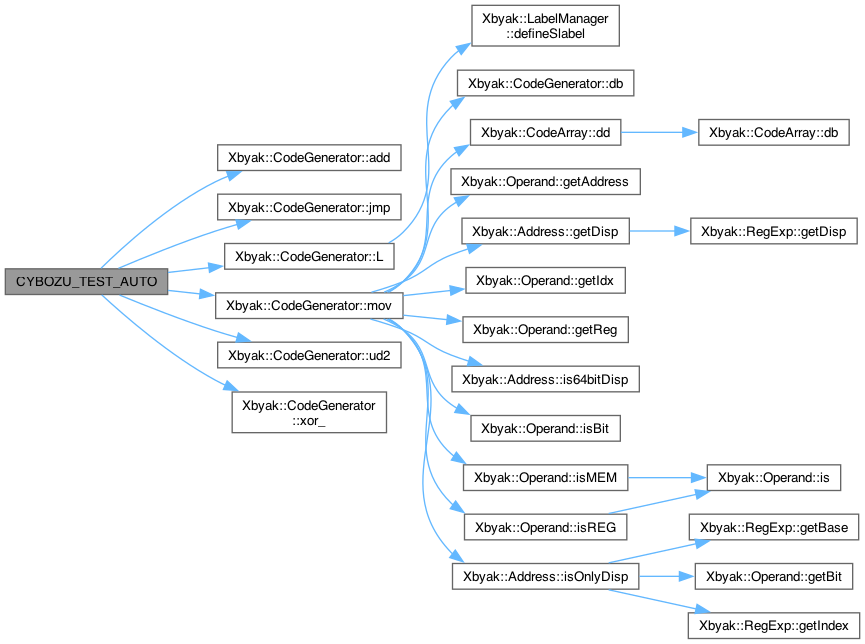 CYBOZU_TEST_AUTO
Xbyak::CodeGenerator::add
Xbyak::CodeGenerator::jmp
Xbyak::CodeGenerator::L
Xbyak::CodeGenerator::mov
Xbyak::CodeGenerator::ud2
Xbyak::CodeGenerator
::xor_
Xbyak::LabelManager
::defineSlabel
Xbyak::CodeGenerator::db
Xbyak::CodeArray::dd
Xbyak::Operand::getAddress
Xbyak::Address::getDisp
Xbyak::Operand::getIdx
Xbyak::Operand::getReg
Xbyak::Address::is64bitDisp
Xbyak::Operand::isBit
Xbyak::Operand::isMEM
Xbyak::Operand::isREG
Xbyak::Address::isOnlyDisp
Xbyak::CodeArray::db
Xbyak::RegExp::getDisp
Xbyak::Operand::is
Xbyak::RegExp::getBase
Xbyak::Operand::getBit
Xbyak::RegExp::getIndex